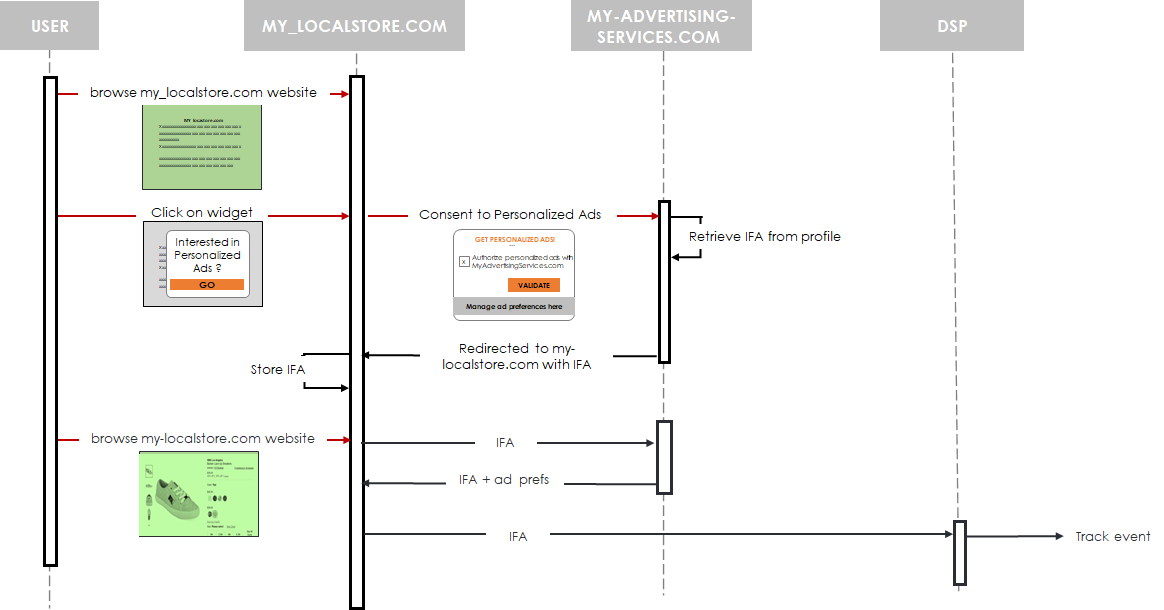 USER
MY_LOCALSTORE.COM
MY-ADVERTISING-
SERVICES.COM
DSP
browse my_localstore.com website
MY localstore.com
Click on widget
Interested in
Personalized
Ads ?
GO
Consent to Personalized Ads
GET PERSONALIZED ADS!
...
x
Authorize personalized ads with
MyAdvertisingServices.com
VALIDATE
Manage ad preferences here
Retrieve IFA from profile
Redirected to my-
localstore.com with IFA
Store IFA
browse my-localstore.com website
IFA
IFA + ad prefs
IFA
Track event